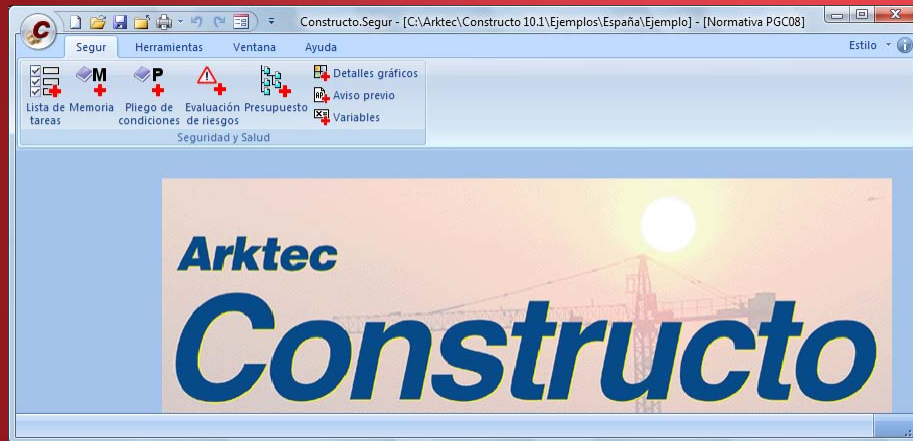 Constructo.Segur - [C:\Arktec\Constructo 10.1\Ejemplos\España\Ejemplo] - [Normativa PGC08]
Segur Herramientas Ventana Ayuda Estilo
Lista de tareas
Memoria
Pliego de condiciones
Evaluación de riesgos
Presupuesto
Detalles gráficos
Aviso previo
Variables
Seguridad y Salud
Arktec
Constructo